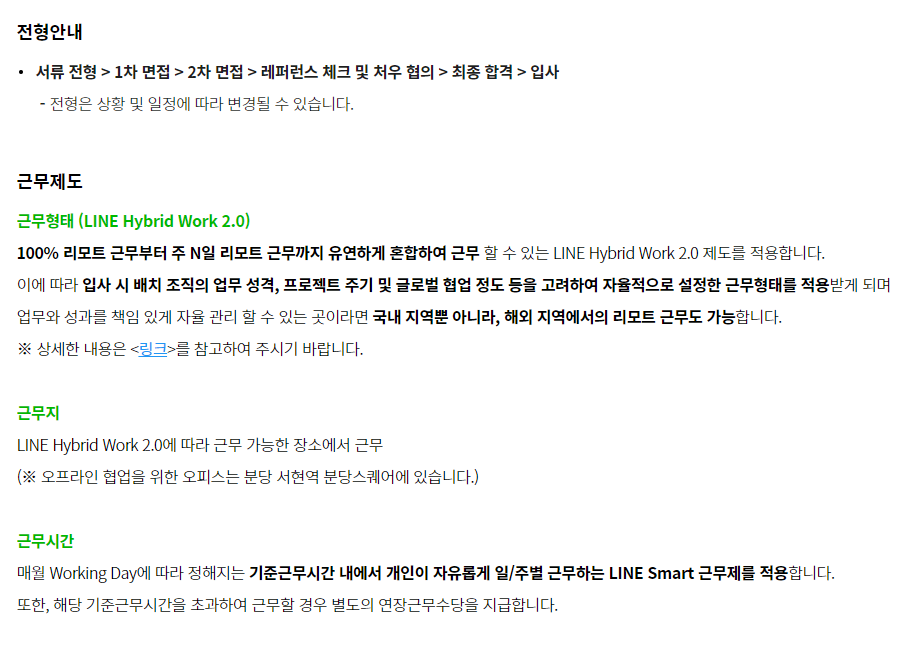 전형안내
• 서류 전형 > 1차 면접 > 2차 면접 > 레퍼런스 체크 및 처우 협의 > 최종 합격 > 입사
- 전형은 상황 및 일정에 따라 변경될 수 있습니다.
근무제도
근무형태 (LINE Hybrid Work 2.0)
100% 리모트 근무부터 주 N일 리모트 근무까지 유연하게 혼합하여 근무 할 수 있는 LINE Hybrid Work 2.0 제도를 적용합니다.
이에 따라 입사 시 배치 조직의 업무 성격, 프로젝트 주기 및 글로벌 협업 정도 등을 고려하여 자율적으로 설정한 근무형태를 적용받게 되며
업무와 성과를 책임 있게 자율 관리 할 수 있는 곳이라면 국내 지역뿐 아니라, 해외 지역에서의 리모트 근무도 가능합니다.
※ 상세한 내용은 <링크>를 참고하여 주시기 바랍니다.
근무지
LINE Hybrid Work 2.0에 따라 근무 가능한 장소에서 근무
(※ 오프라인 협업을 위한 오피스는 분당 서현역 분당스퀘어에 있습니다.)
근무시간
매월 Working Day에 따라 정해지는 기준근무시간 내에서 개인이 자유롭게 일/주별 근무하는 LINE Smart 근무제를 적용합니다.
또한, 해당 기준근무시간을 초과하여 근무할 경우 별도의 연장근무수당을 지급합니다.